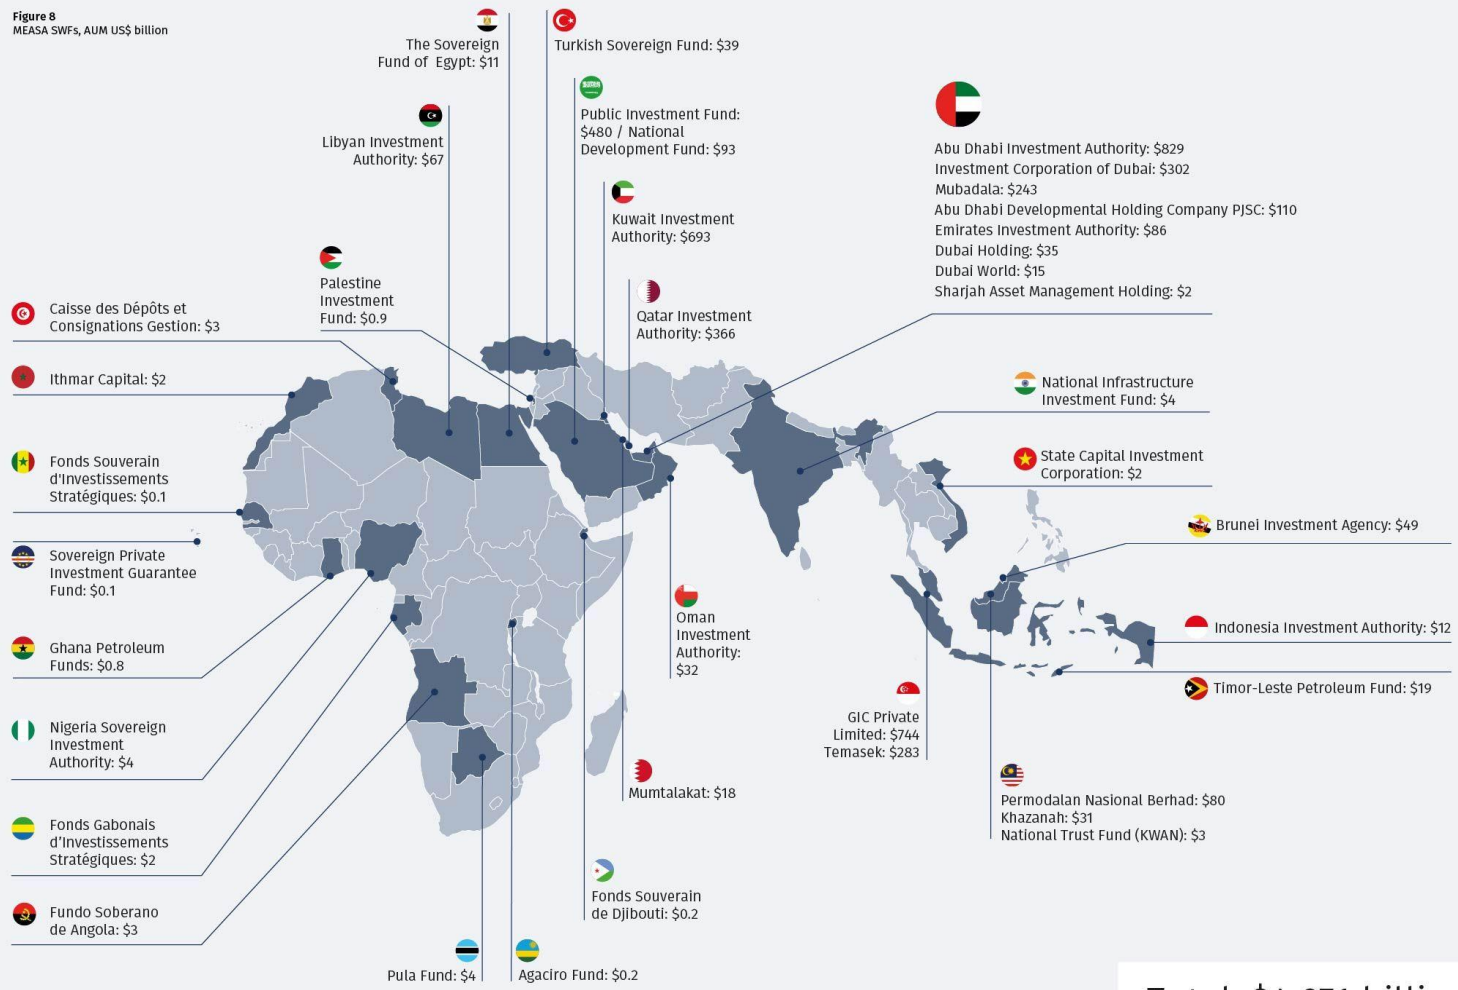 Figure 8
MEASA SWFs, AUM US$ billion
The Sovereign
Fund of Egypt: $11
Turkish Sovereign Fund: $39
Libyan Investment
Authority: $67
Public Investment Fund:
$480 / National
Development Fund: $93
Kuwait Investment
Authority: $693
Palestine
Investment
Fund: $0.9
Qatar Investment
Authority: $366
Abu Dhabi Investment Authority: $829
Investment Corporation of Dubai: $302
Mubadala: $243
Abu Dhabi Developmental Holding Company PJSC: $110
Emirates Investment Authority: $86
Dubai Holding: $35
Dubai World: $15
Sharjah Asset Management Holding: $2
Caisse des Dépôts et
Consignations Gestion: $3
Ithmar Capital: $2
Fonds Souverain
d'Investissements
Stratégiques: $0.1
Sovereign Private
Investment Guarantee
Fund: $0.1
Ghana Petroleum
Funds: $0.8
Nigeria Sovereign
Investment
Authority: $4
Fonds Gabonais
d’Investissements
Stratégiques: $2
Fundo Soberano
de Angola: $3
Pula Fund: $4
Agaciro Fund: $0.2
Fonds Souverain
de Djibouti: $0.2
Mumtalakat: $18
Oman
Investment
Authority:
$32
National Infrastructure
Investment Fund: $4
State Capital Investment
Corporation: $2
Brunei Investment Agency: $49
Indonesia Investment Authority: $12
Timor-Leste Petroleum Fund: $19
GIC Private
Limited: $744
Temasek: $283
Permodalan Nasional Berhad: $80
Khazanah: $31
National Trust Fund (KWAN): $3